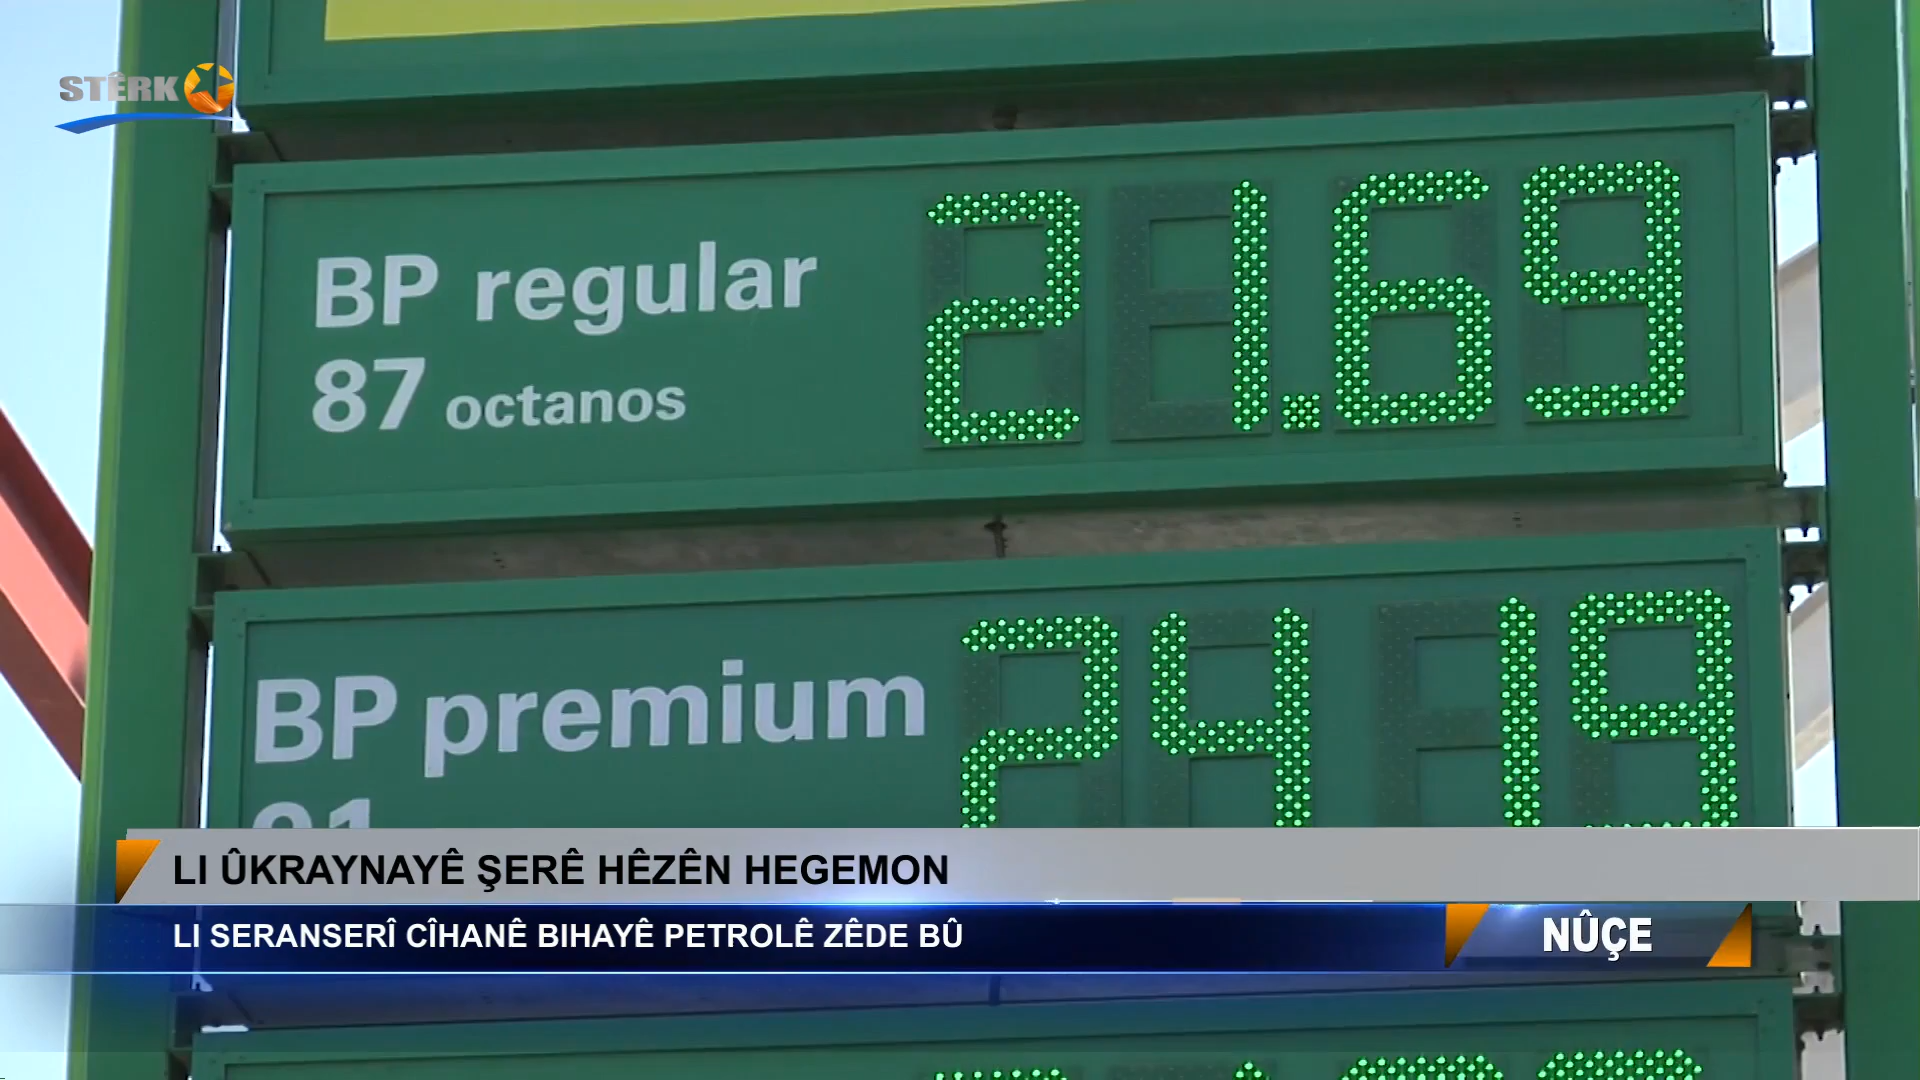 STÊRK
BP regular
87 octanos
21.69
BP premium
24 19
LI ÛKRAYNAYÊ ŞERÊ HÊZÊN HEGEMON
LI SERANSERÎ CÎHANÊ BIHAYÊ PETROLÊ ZÊDE BÛ
NÛÇE